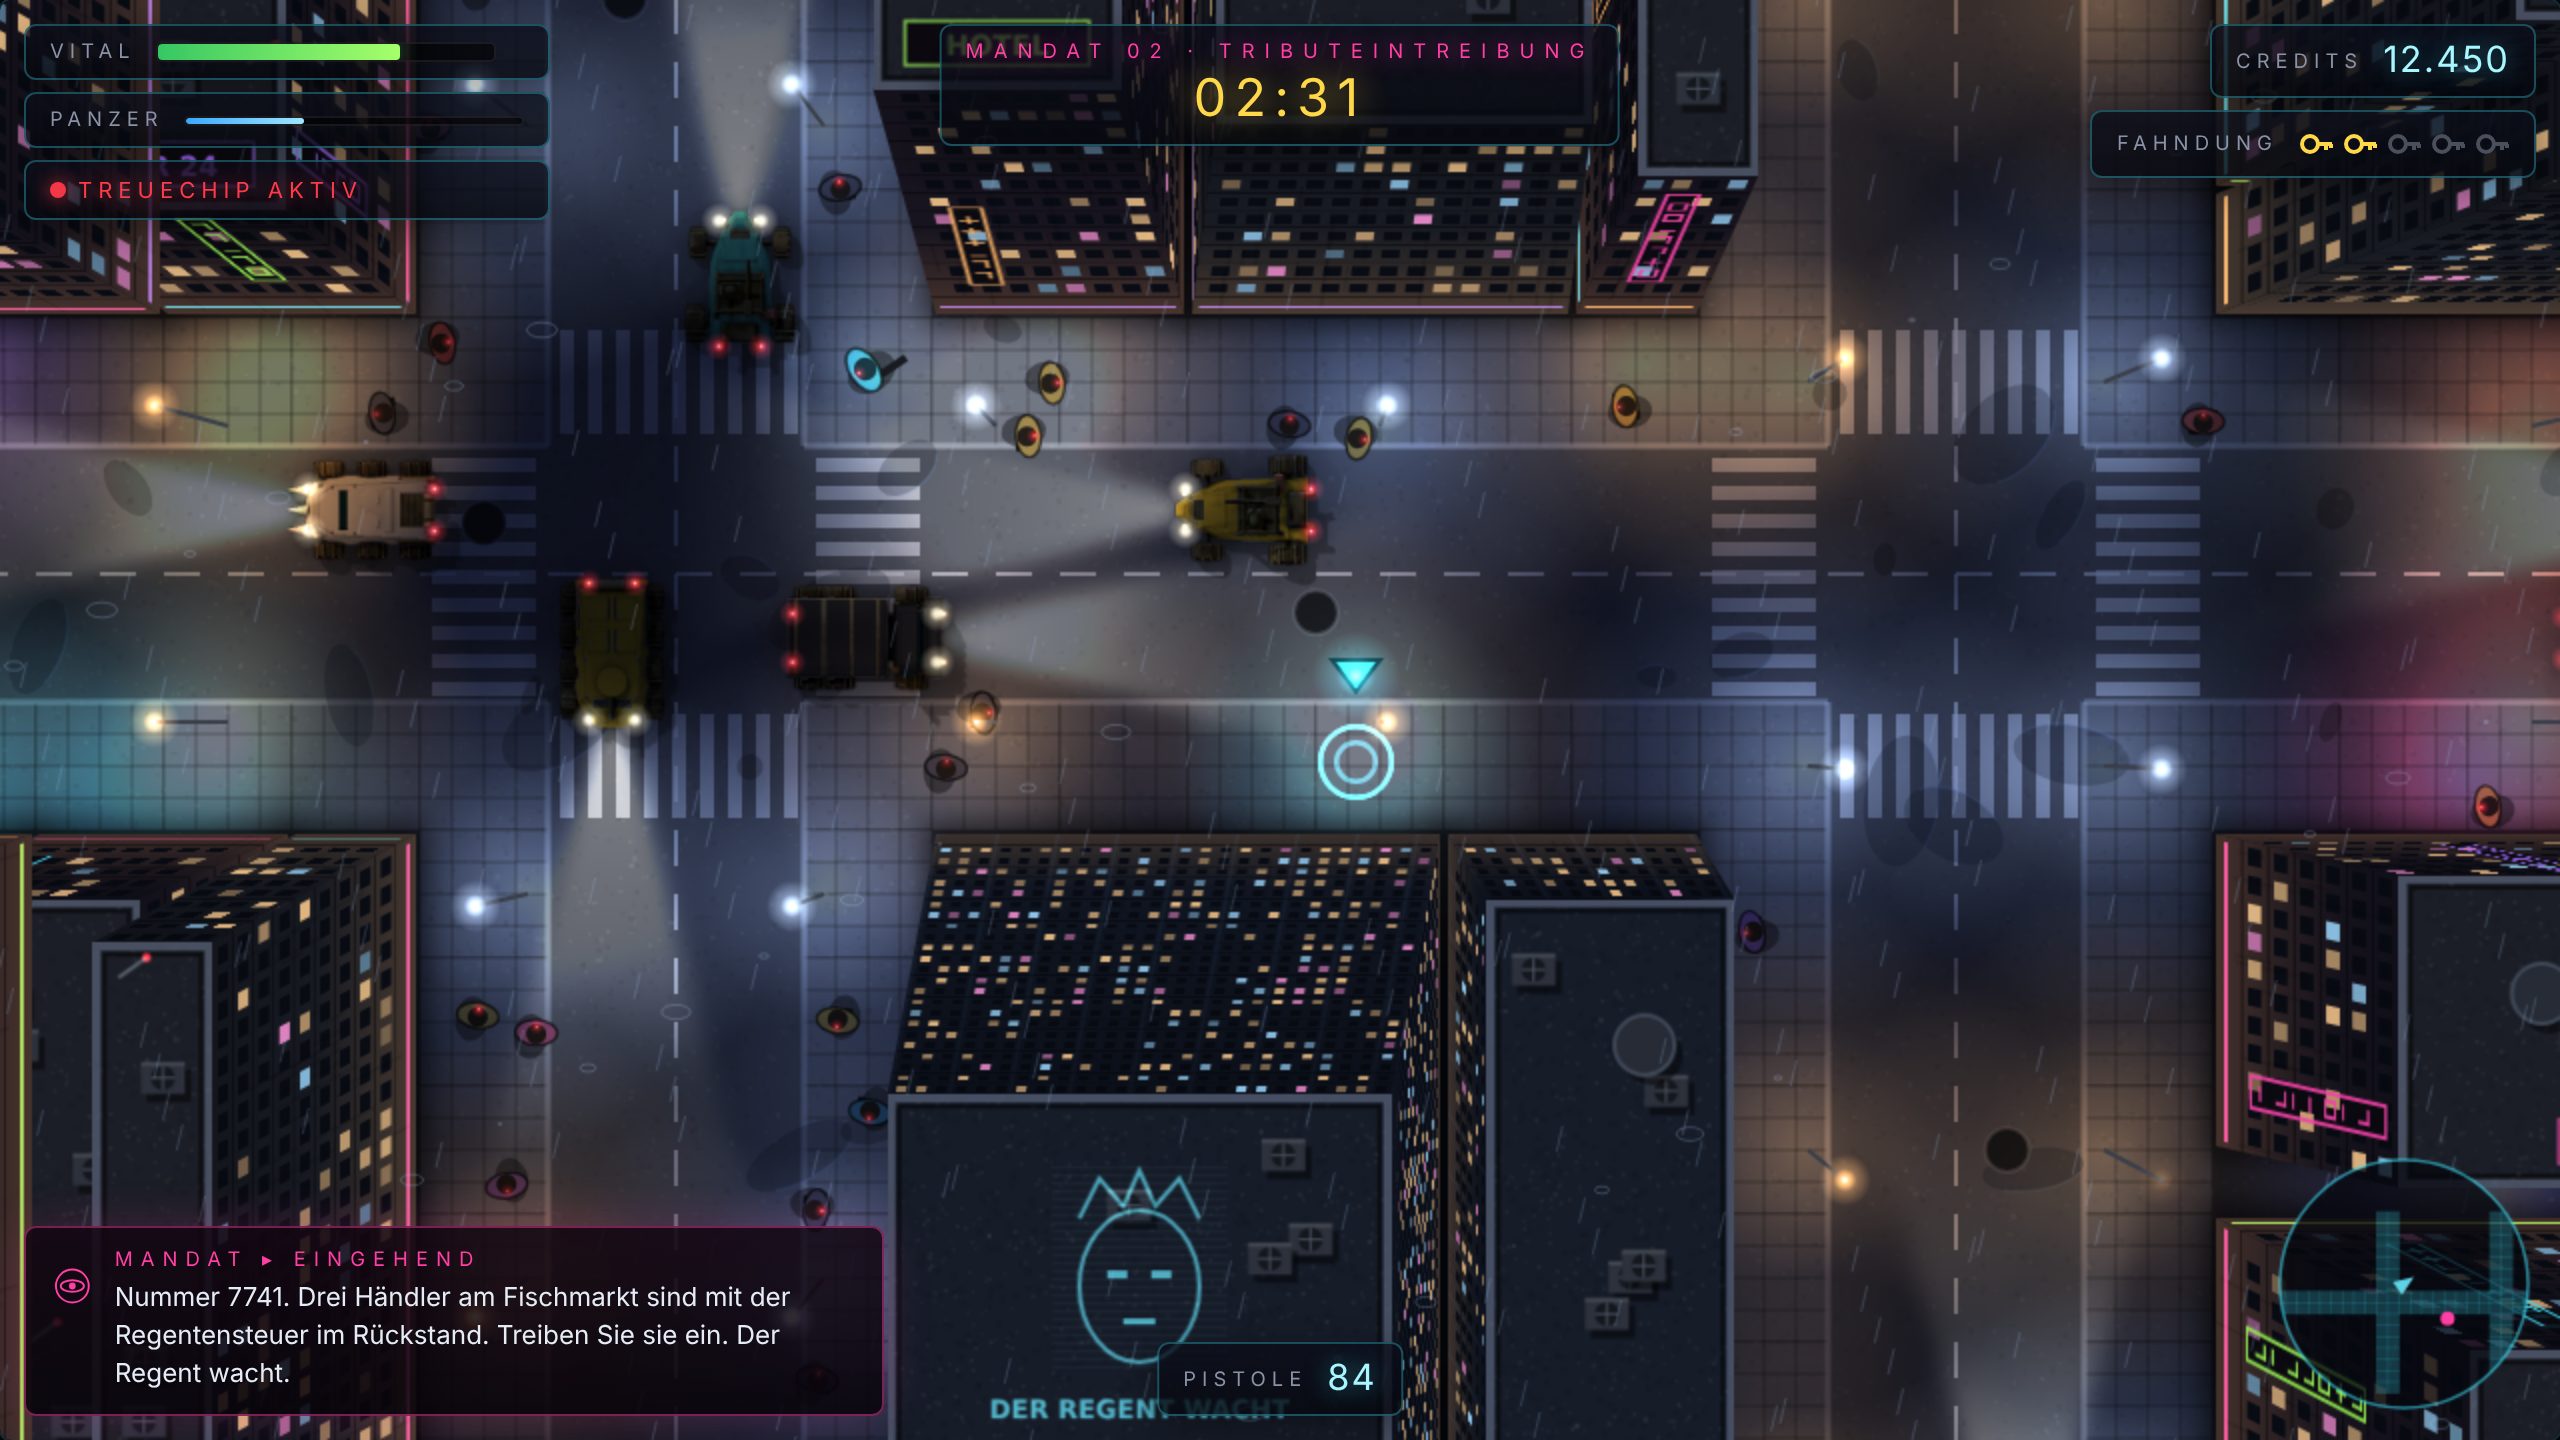 VITAL
PANZER
TREUECHIP AKTIV
24
HOTEL
MANDAT 02 · TRIBUTEINTREIBUNG
02:31
CREDITS 12.450
FAHNDUNG
MANDAT ▸ EINGEHEND
Nummer 7741. Drei Händler am Fischmarkt sind mit der
Regentensteuer im Rückstand. Treiben Sie sie ein. Der
Regent wacht.
DER REGENT WACHT
PISTOLE 84